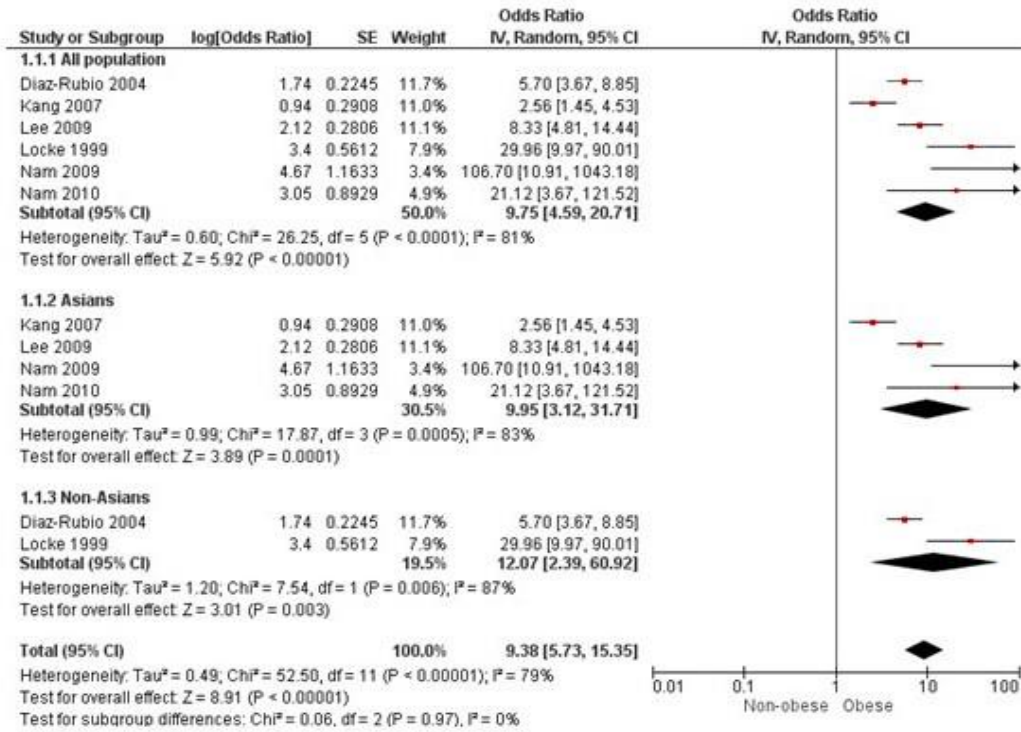 Odds Ratio Odds Ratio
Study or Subgroup log[Odds Ratio] SE Weight IV, Random, 95% CI IV, Random, 95% CI
1.1.1 All population
Diaz-Rubio 2004 1.74 0.2245 11.7% 5.70 [3.67, 8.85]
Kang 2007 0.94 0.2908 11.0% 2.56 [1.45, 4.53]
Lee 2009 2.12 0.2806 11.1% 8.33 [4.81, 14.44]
Locke 1999 3.4 0.5612 7.9% 29.96 [9.97, 90.01]
Nam 2009 4.67 1.1633 3.4% 106.70 [10.91, 1043.18]
Nam 2010 3.05 0.8929 4.9% 21.12 [3.67, 121.52]
Subtotal (95% CI) 50.0% 9.75 [4.59, 20.71]
Heterogeneity: Tau² = 0.60; Chi² = 26.25, df = 5 (P < 0.0001); I² = 81%
Test for overall effect: Z = 5.92 (P < 0.00001)
1.1.2 Asians
Kang 2007 0.94 0.2908 11.0% 2.56 [1.45, 4.53]
Lee 2009 2.12 0.2806 11.1% 8.33 [4.81, 14.44]
Nam 2009 4.67 1.1633 3.4% 106.70 [10.91, 1043.18]
Nam 2010 3.05 0.8929 4.9% 21.12 [3.67, 121.52]
Subtotal (95% CI) 30.5% 9.95 [3.12, 31.71]
Heterogeneity: Tau² = 0.99; Chi² = 17.87, df = 3 (P = 0.0005); I² = 83%
Test for overall effect: Z = 3.89 (P = 0.0001)
1.1.3 Non-Asians
Diaz-Rubio 2004 1.74 0.2245 11.7% 5.70 [3.67, 8.85]
Locke 1999 3.4 0.5612 7.9% 29.96 [9.97, 90.01]
Subtotal (95% CI) 19.5% 12.07 [2.39, 60.92]
Heterogeneity: Tau² = 1.20; Chi² = 7.54, df = 1 (P = 0.006); I² = 87%
Test for overall effect: Z = 3.01 (P = 0.003)
Total (95% CI) 100.0% 9.38 [5.73, 15.35]
Heterogeneity: Tau² = 0.49; Chi² = 52.50, df = 11 (P < 0.00001); I² = 79%
Test for overall effect: Z = 8.91 (P < 0.00001)
Test for subgroup differences: Chi² = 0.06, df = 2 (P = 0.97), I² = 0%
0.01 0.1 1 10 100
Non-obese Obese